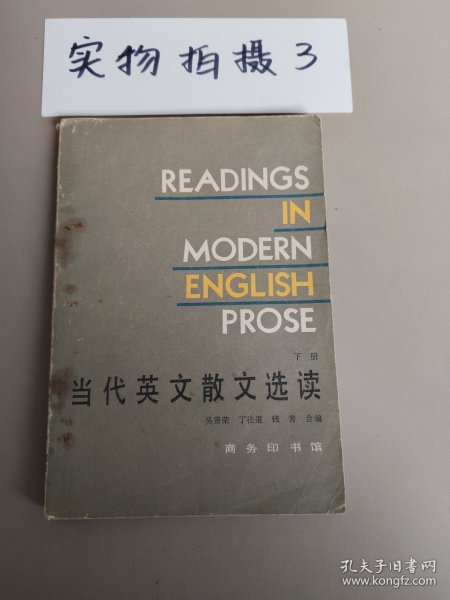 实物拍摄3
READINGS
IN
MODERN
ENGLISH
PROSE
下册
当代英文散文选读
吴景荣 丁往道 钱青 合编
商务印书馆
孔夫子旧书网
www.kongfz.com